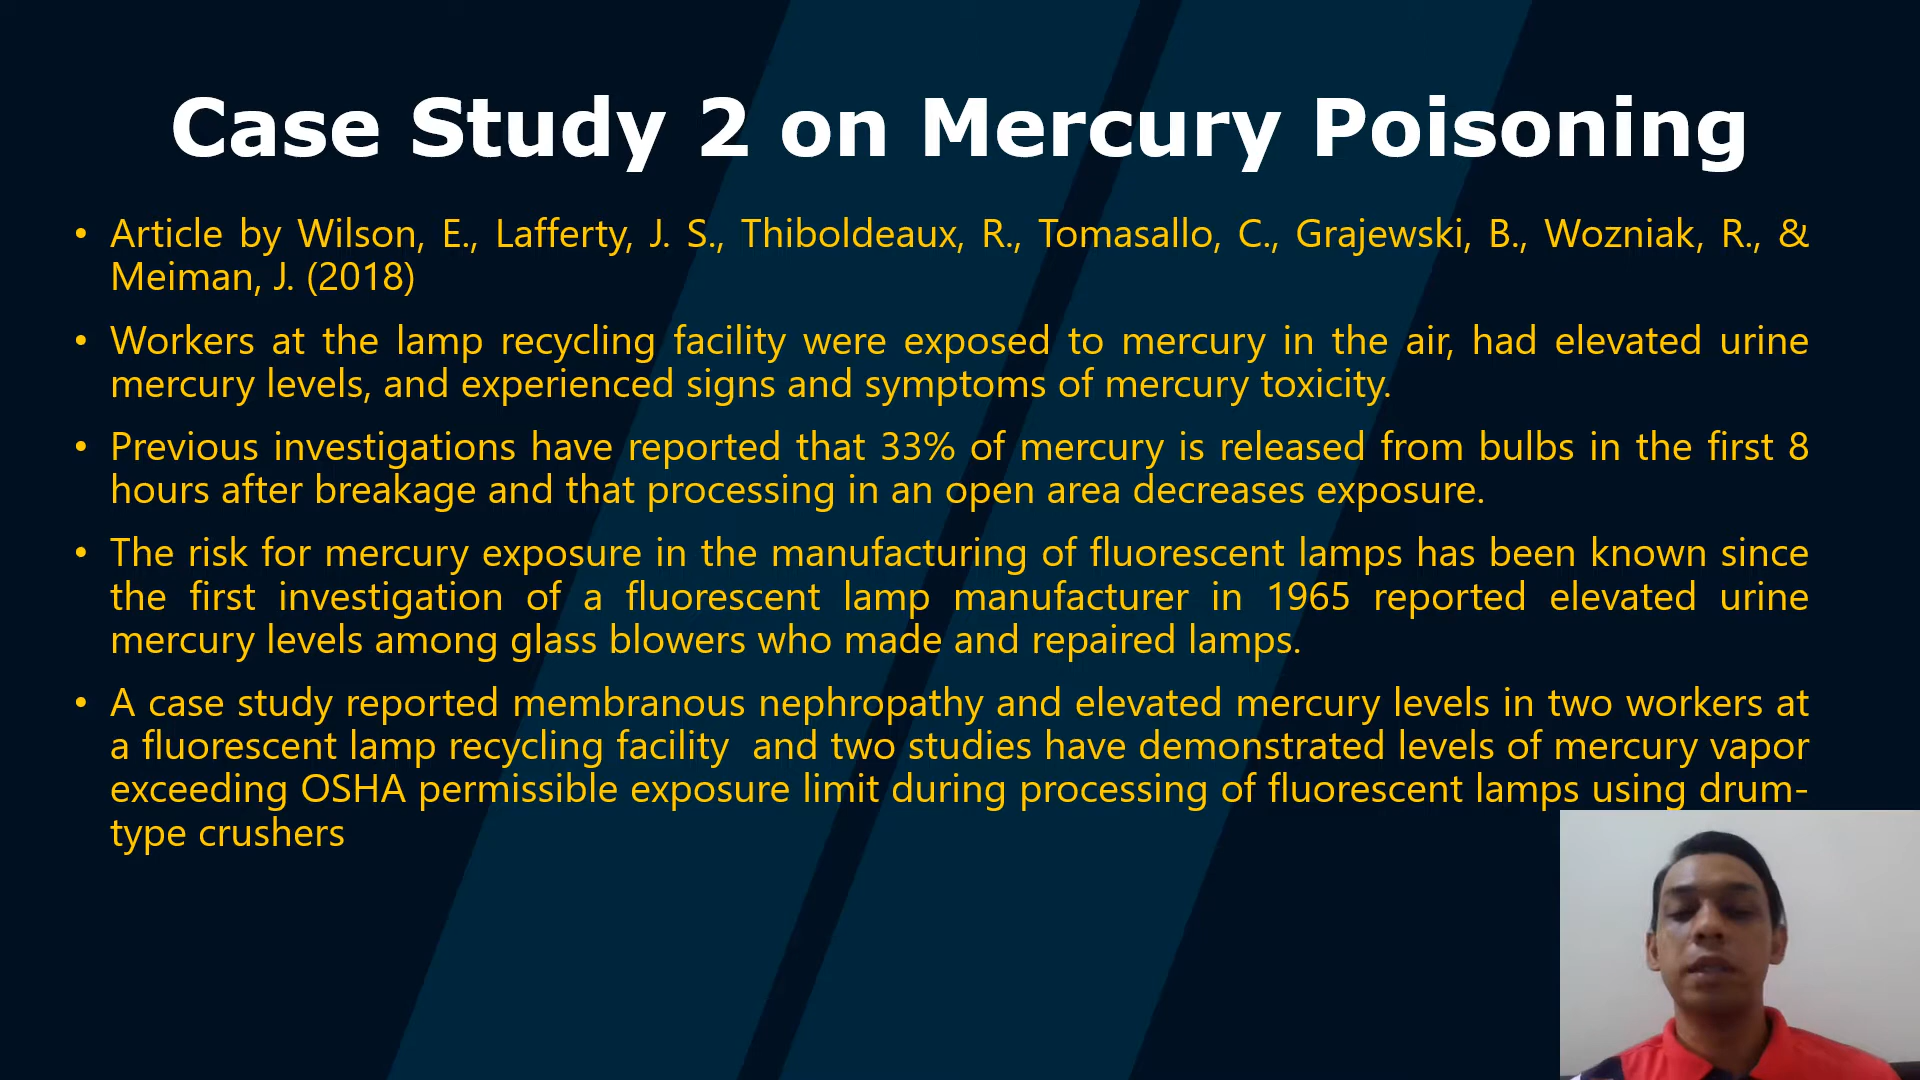 Case Study 2 on Mercury Poisoning
• Article by Wilson, E., Lafferty, J. S., Thiboldeaux, R., Tomasallo, C., Grajewski, B., Wozniak, R., &
Meiman, J. (2018)
• Workers at the lamp recycling facility were exposed to mercury in the air, had elevated urine
mercury levels, and experienced signs and symptoms of mercury toxicity.
• Previous investigations have reported that 33% of mercury is released from bulbs in the first 8
hours after breakage and that processing in an open area decreases exposure.
• The risk for mercury exposure in the manufacturing of fluorescent lamps has been known since
the first investigation of a fluorescent lamp manufacturer in 1965 reported elevated urine
mercury levels among glass blowers who made and repaired lamps.
• A case study reported membranous nephropathy and elevated mercury levels in two workers at
a fluorescent lamp recycling facility  and two studies have demonstrated levels of mercury vapor
exceeding OSHA permissible exposure limit during processing of fluorescent lamps using drum-
type crushers